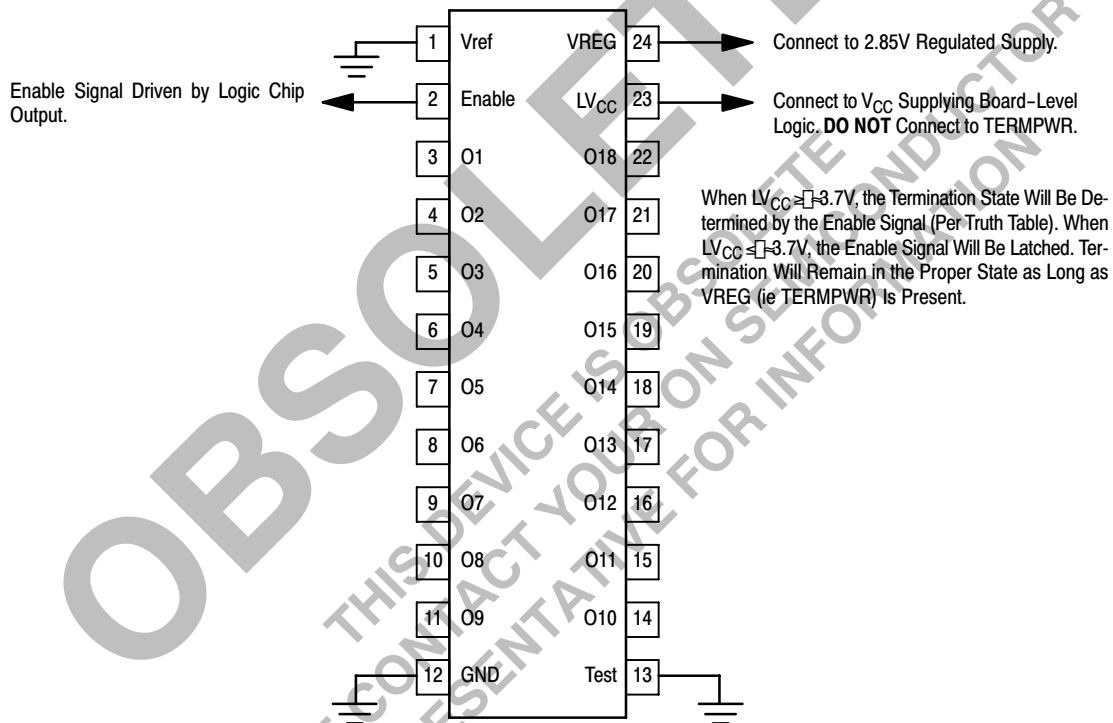 1 Vref VREG 24 Connect to 2.85V Regulated Supply.
Enable Signal Driven by Logic Chip
Output.
2 Enable LVCC 23 Connect to VCC Supplying Board-Level
Logic. DO NOT Connect to TERMPWR.
3 O1 O18 22
When LVCC ≥ ≈3.7V, the Termination State Will Be De-
termined by the Enable Signal (Per Truth Table). When
LVCC ≤ ≈3.7V, the Enable Signal Will Be Latched. Ter-
mination Will Remain in the Proper State as Long as
VREG (ie TERMPWR) Is Present.
4 O2 O17 21
5 O3 O16 20
6 O4 O15 19
7 O5 O14 18
8 O6 O13 17
9 O7 O12 16
10 O8 O11 15
11 O9 O10 14
12 GND Test 13
OBSOLETE
THIS DEVICE IS OBSOLETE
CONTACT YOUR ON SEMICONDUCTOR
SENTATIVE FOR INFORMATION